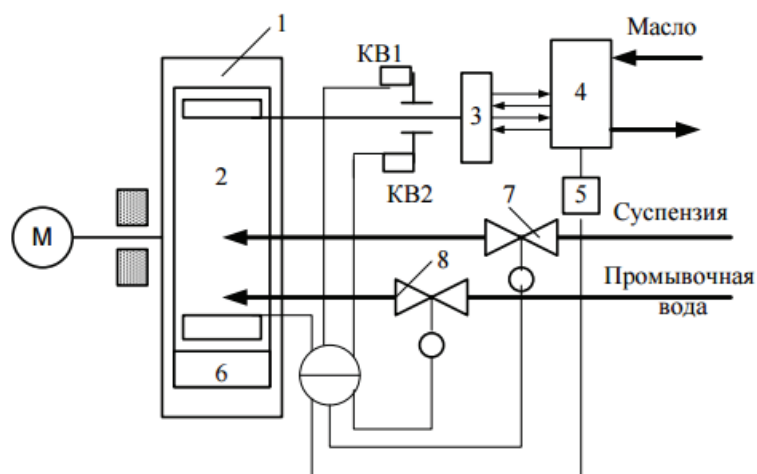 1
КВ1
Масло
3
4
2
КВ2
5
7
Суспензия
М
8
Промывочная
вода
6